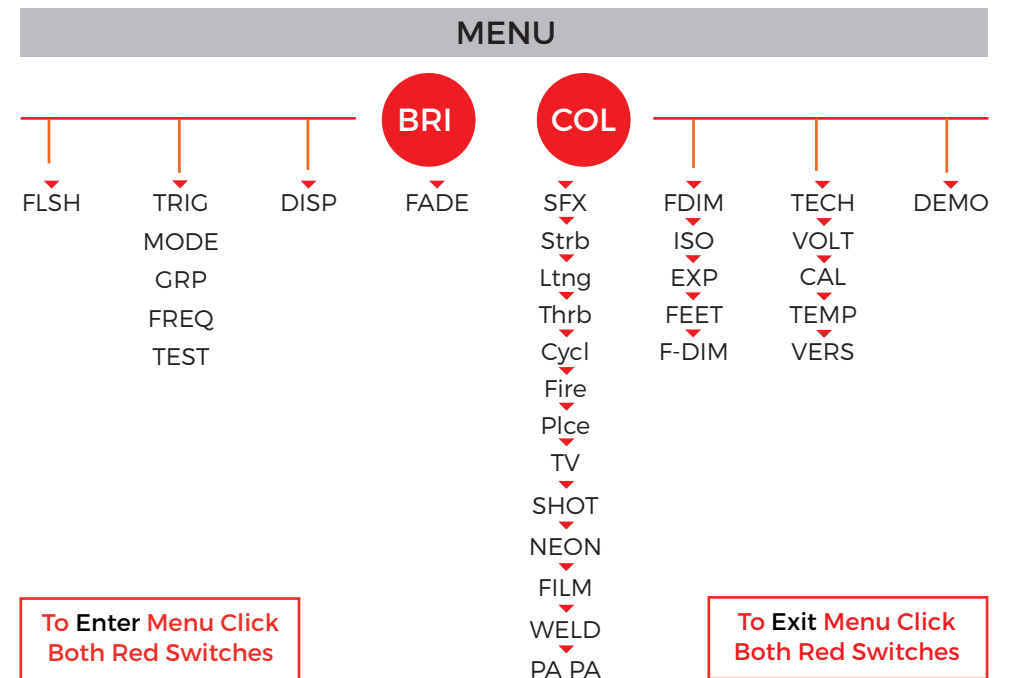 MENU
BRI
COL
FLSH
TRIG
MODE
GRP
FREQ
TEST
DISP
FADE
SFX
Strb
Ltng
Thrb
Cycl
Fire
Plce
TV
SHOT
NEON
FILM
WELD
PA PA
FDIM
ISO
EXP
FEET
F-DIM
TECH
VOLT
CAL
TEMP
VERS
DEMO
To Enter Menu Click
Both Red Switches
To Exit Menu Click
Both Red Switches